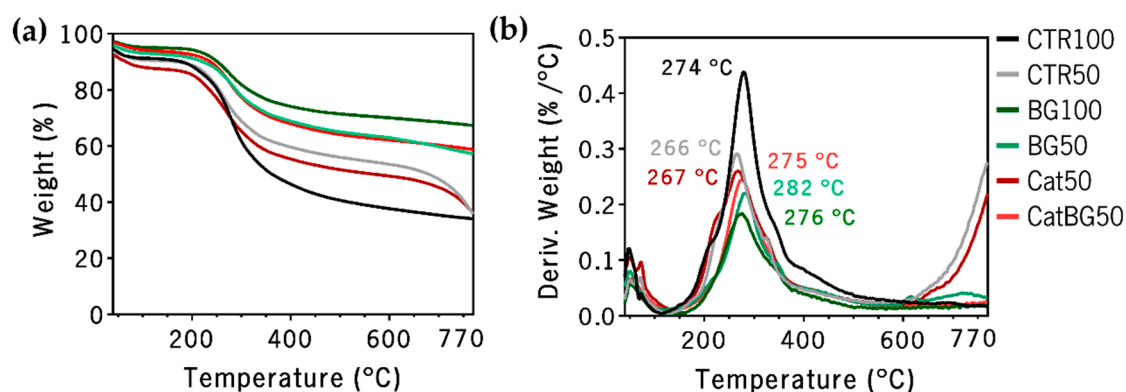 (a)
Weight (%)
100
80
60
40
20
0
200
400
600
770
Temperature (°C)
(b)
Deriv. Weight (% /°C)
0.5
0.4
0.3
0.2
0.1
0.0
274 °C
266 °C
267 °C
275 °C
282 °C
276 °C
200
400
600
770
Temperature (°C)
CTR100
CTR50
BG100
BG50
Cat50
CatBG50